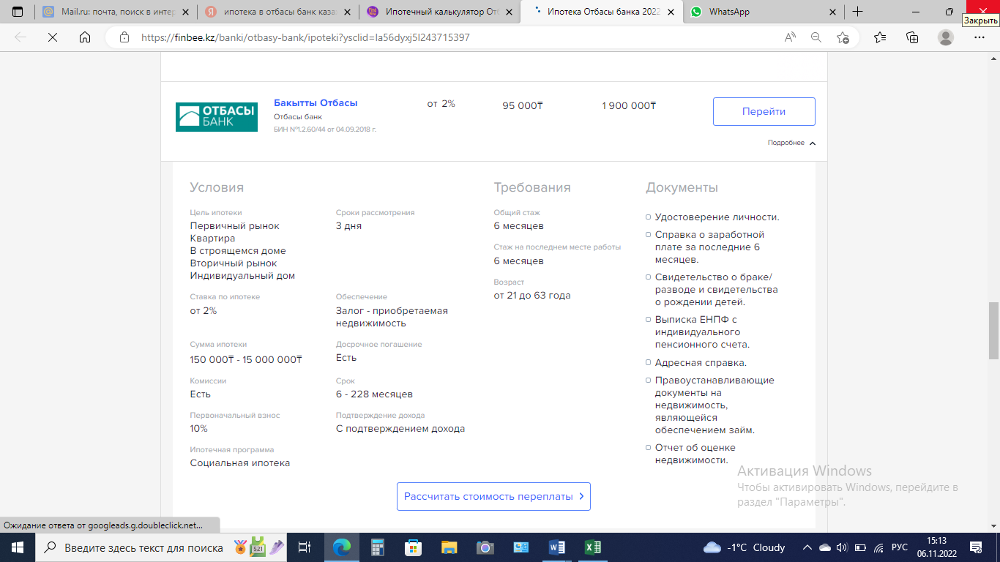 Mail.ru: почта, поиск в интер
ипотека в отбасы банк каза
Ипотечный калькулятор Отб
Ипотека Отбасы банка 2022
WhatsApp
Закрыть
https://finbee.kz/banki/otbasy-bank/ipoteki?ysclid=la56dyxj5l243715397
ОТБАСЫ
БАНК
Бакытты Отбасы
Отбасы банк
БИН №1.2.60/44 от 04.09.2018 г.
от 2%
95 000₸
1 900 000₸
Перейти
Подробнее
Условия
Цель ипотеки
Первичный рынок
Квартира
В строящемся доме
Вторичный рынок
Индивидуальный дом
Сроки рассмотрения
3 дня
Ставка по ипотеке
от 2%
Обеспечение
Залог - приобретаемая
недвижимость
Сумма ипотеки
150 000₸ - 15 000 000₸
Досрочное погашение
Есть
Комиссии
Есть
Срок
6 - 228 месяцев
Первоначальный взнос
10%
Подтверждение дохода
С подтверждением дохода
Ипотечная программа
Социальная ипотека
Требования
Общий стаж
6 месяцев
Стаж на последнем месте работы
6 месяцев
Возраст
от 21 до 63 года
Документы
Удостоверение личности.
Справка о заработной
плате за последние 6
месяцев.
Свидетельство о браке/
разводе и свидетельства
о рождении детей.
Выписка ЕНПФ с
индивидуального
пенсионного счета.
Адресная справка.
Правоустанавливающие
документы на
недвижимость,
являющейся
обеспечением займ.
Отчет об оценке
недвижимости.
Рассчитать стоимость переплаты
Активация Windows
Чтобы активировать Windows, перейдите в
раздел "Параметры".
Ожидание ответа от googleads.g.doubleclick.net...
Введите здесь текст для поиска
521
-1°C Cloudy
РУС
15:13
06.11.2022